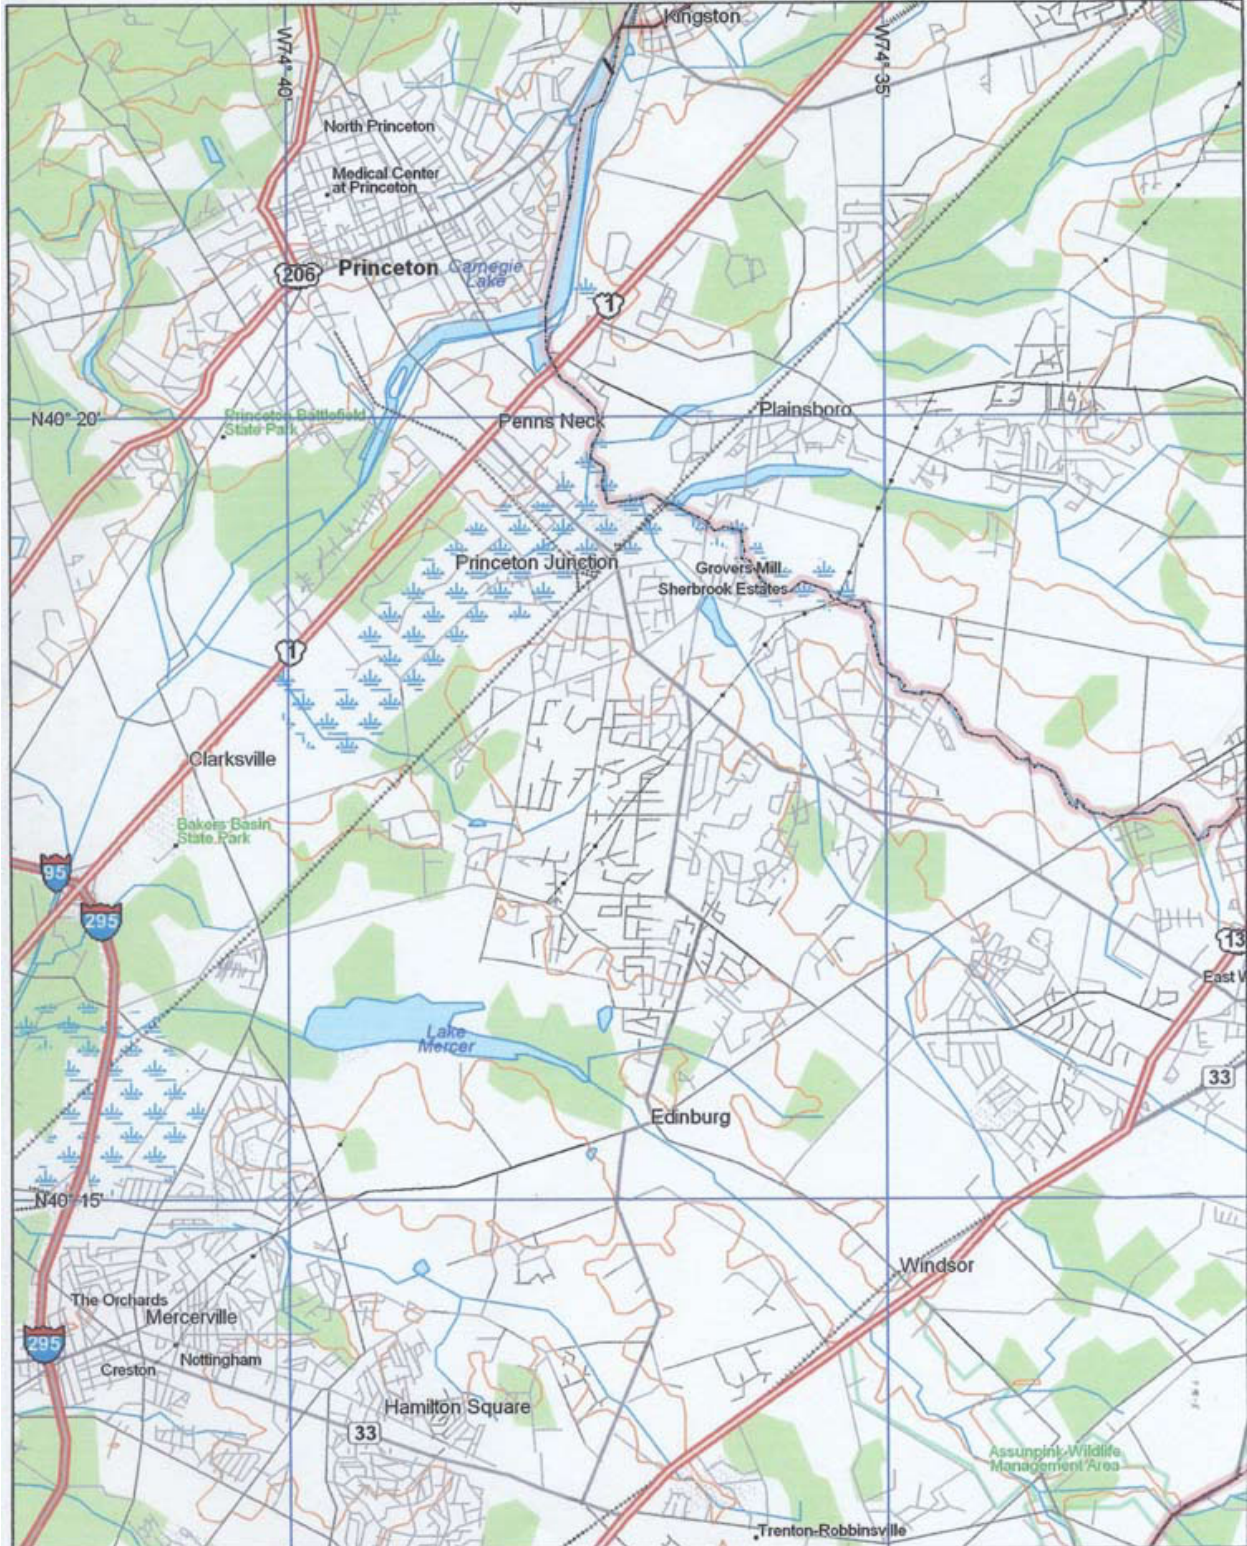 Kingston
W74° 40'
W74° 35'
North Princeton
Medical Center
at Princeton
206
Princeton
Carnegie
Lake
1
N40° 20'
Princeton Battlefield
State Park
Penns Neck
Plainsboro
Princeton Junction
Grovers Mill
Sherbrook Estates
1
Clarksville
Bakers Basin
State Park
95
295
13
East W
Lake
Mercer
33
Edinburg
N40° 15'
Windsor
The Orchards
Mercerville
295
Nottingham
Creston
Hamilton Square
33
Assunpink Wildlife
Management Area
Trenton-Robbinsville